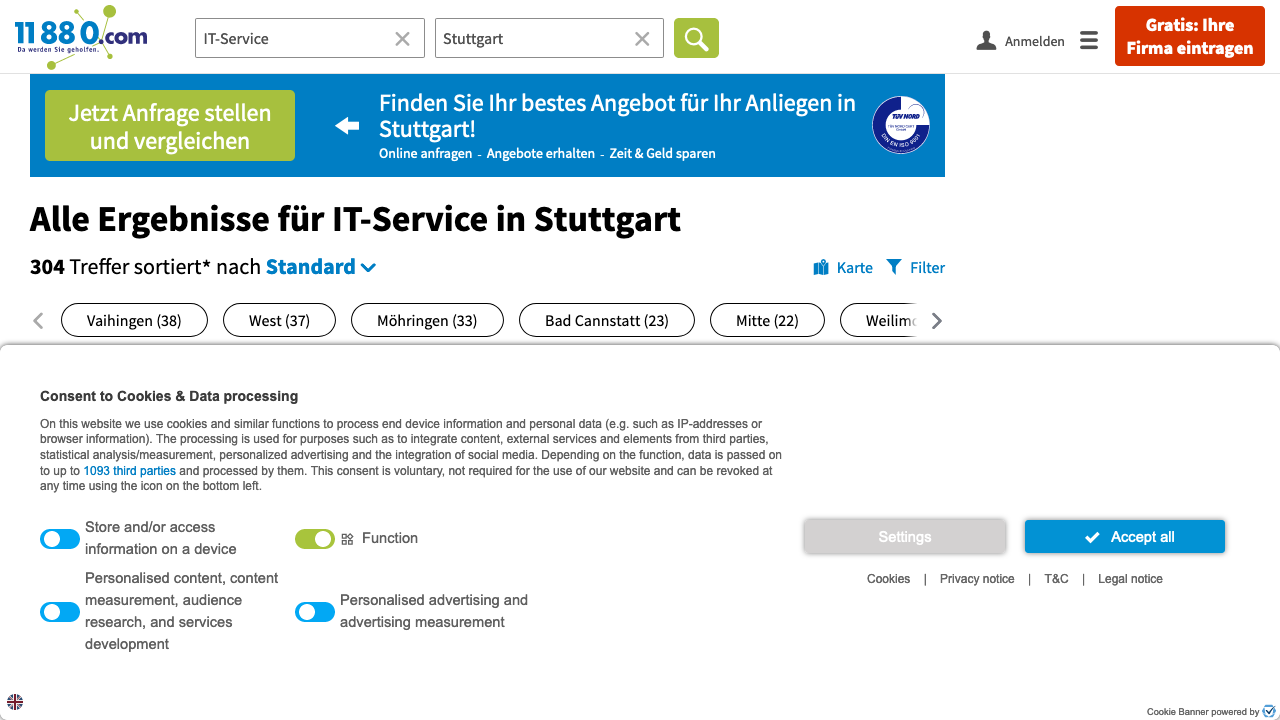 11880.com
Da werden Sie geholfen.
IT-Service
Stuttgart
Anmelden
Gratis: Ihre
Firma eintragen
Jetzt Anfrage stellen
und vergleichen
Finden Sie Ihr bestes Angebot für Ihr Anliegen in
Stuttgart!
Online anfragen - Angebote erhalten - Zeit & Geld sparen
TÜV NORD
DIN EN ISO 9001
Alle Ergebnisse für IT-Service in Stuttgart
304 Treffer sortiert* nach Standard
Karte
Filter
Vaihingen (38)
West (37)
Möhringen (33)
Bad Cannstatt (23)
Mitte (22)
Weilim
Consent to Cookies & Data processing
On this website we use cookies and similar functions to process end device information and personal data (e.g. such as IP-addresses or
browser information). The processing is used for purposes such as to integrate content, external services and elements from third parties,
statistical analysis/measurement, personalized advertising and the integration of social media. Depending on the function, data is passed on
to up to 1093 third parties and processed by them. This consent is voluntary, not required for the use of our website and can be revoked at
any time using the icon on the bottom left.
Store and/or access
information on a device
Function
Personalised content, content
measurement, audience
research, and services
development
Personalised advertising and
advertising measurement
Settings
Accept all
Cookies | Privacy notice | T&C | Legal notice
Cookie Banner powered by